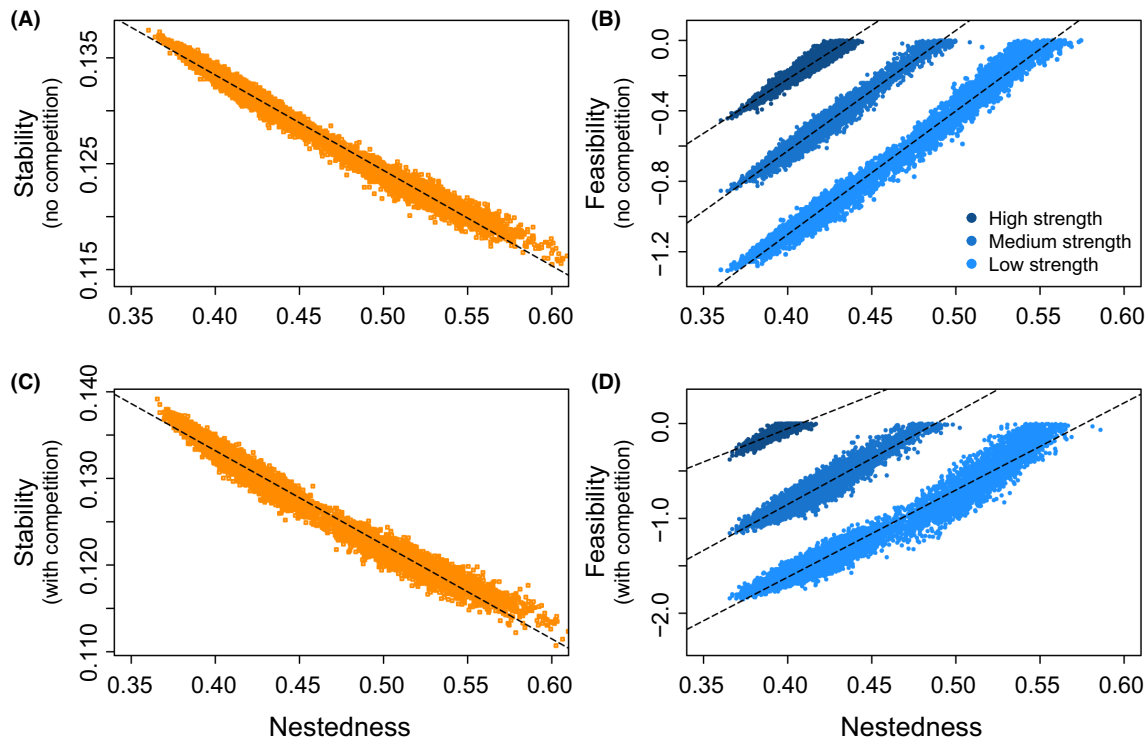 (A)
Stability
(no competition)
0.115
0.125
0.135
0.35 0.40 0.45 0.50 0.55 0.60
(B)
Feasibility
(no competition)
0.0
−0.4
−0.8
−1.2
High strength
Medium strength
Low strength
0.35 0.40 0.45 0.50 0.55 0.60
(C)
Stability
(with competition)
0.110
0.120
0.130
0.140
0.35 0.40 0.45 0.50 0.55 0.60
Nestedness
(D)
Feasibility
(with competition)
0.0
−1.0
−2.0
0.35 0.40 0.45 0.50 0.55 0.60
Nestedness